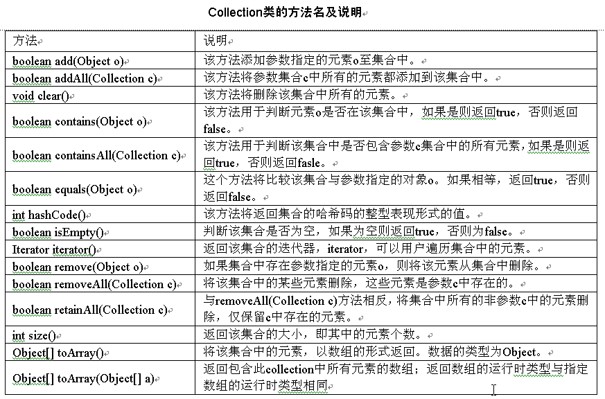 Collection类的方法名及说明
方法
说明
boolean add(Object o)
该方法添加参数指定的元素o至集合中。
boolean addAll(Collection c)
该方法将参数集合c中所有的元素都添加到该集合中。
void clear()
该方法将删除该集合中所有的元素。
boolean contains(Object o)
该方法用于判断元素o是否在该集合中，如果是则返回true，否则返回
false。
boolean containsAll(Collection c)
该方法用于判断该集合中是否包含参数c集合中的所有元素,如果是则返
回true，否则返回fasle。
boolean equals(Object o)
这个方法将比较该集合与参数指定的对象o。如果相等，返回true，否则
返回false。
int hashCode()
该方法将返回集合的哈希码的整型表现形式的值。
boolean isEmpty()
判断该集合是否为空，如果为空则返回true，否则为false。
Iterator iterator()
返回该集合的迭代器，iterator，可以用户遍历集合中的元素。
boolean remove(Object o)
如果集合中存在参数指定的元素o，则将该元素从集合中删除。
boolean removeAll(Collection c)
将该集合中的某些元素删除，这些元素是参数c中存在的。
boolean retainAll(Collection c)
与removeAll(Collection c)方法相反，将集合中所有的非参数c中的元素删
除，仅保留c中存在的元素。
int size()
返回该集合的大小，即其中的元素个数。
Object[] toArray()
将该集合中的元素，以数组的形式返回。数据的类型为Object。
Object[] toArray(Object[] a)
返回包含此collection中所有元素的数组；返回数组的运行时类型与指定
数组的运行时类型相同